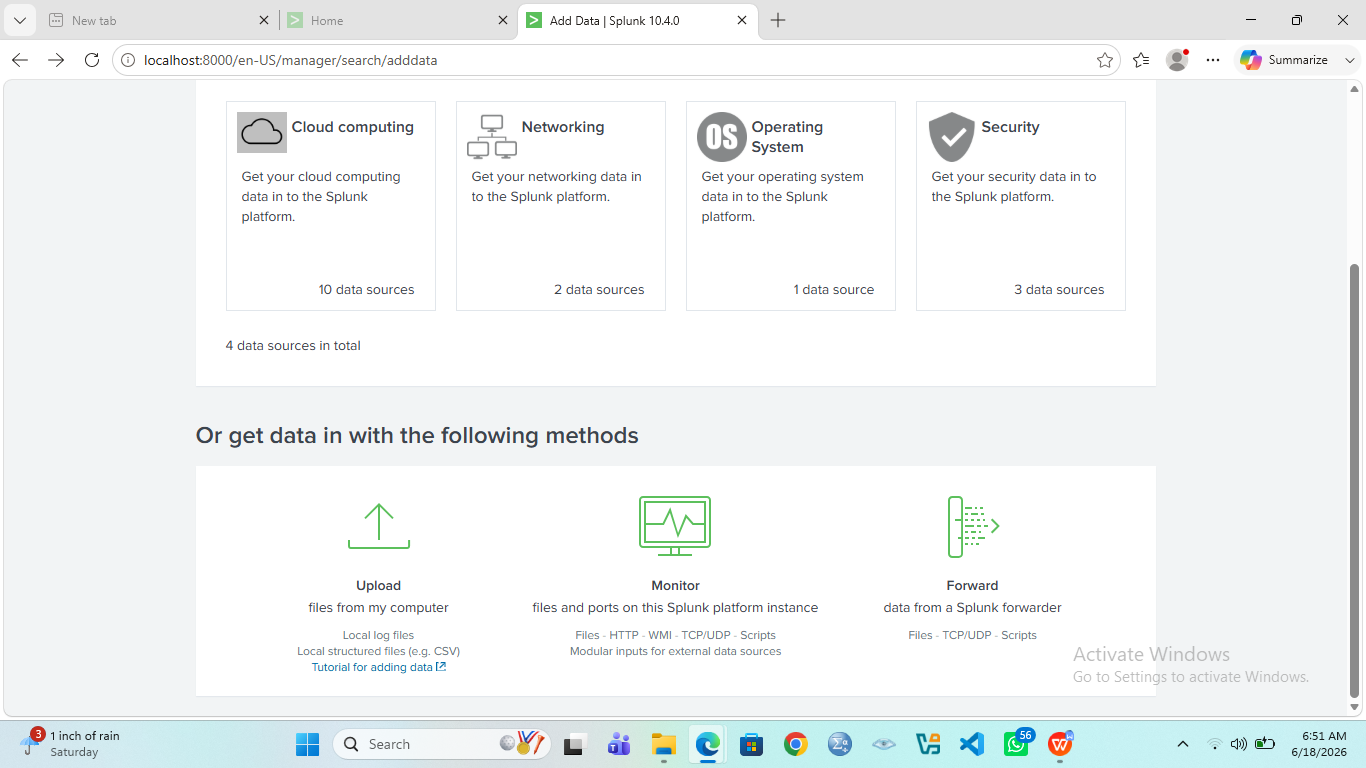 New tab
Home
Add Data | Splunk 10.4.0
localhost:8000/en-US/manager/search/adddata
Summarize
Cloud computing
Get your cloud computing
data in to the Splunk
platform.
10 data sources
Networking
Get your networking data in
to the Splunk platform.
2 data sources
OS
Operating
System
Get your operating system
data in to the Splunk
platform.
1 data source
Security
Get your security data in to
the Splunk platform.
3 data sources
4 data sources in total
Or get data in with the following methods
Upload
files from my computer
Local log files
Local structured files (e.g. CSV)
Tutorial for adding data
Monitor
files and ports on this Splunk platform instance
Files - HTTP - WMI - TCP/UDP - Scripts
Modular inputs for external data sources
Forward
data from a Splunk forwarder
Files - TCP/UDP - Scripts
Activate Windows
Go to Settings to activate Windows.
3
1 inch of rain
Saturday
Search
56
6:51 AM
6/18/2026